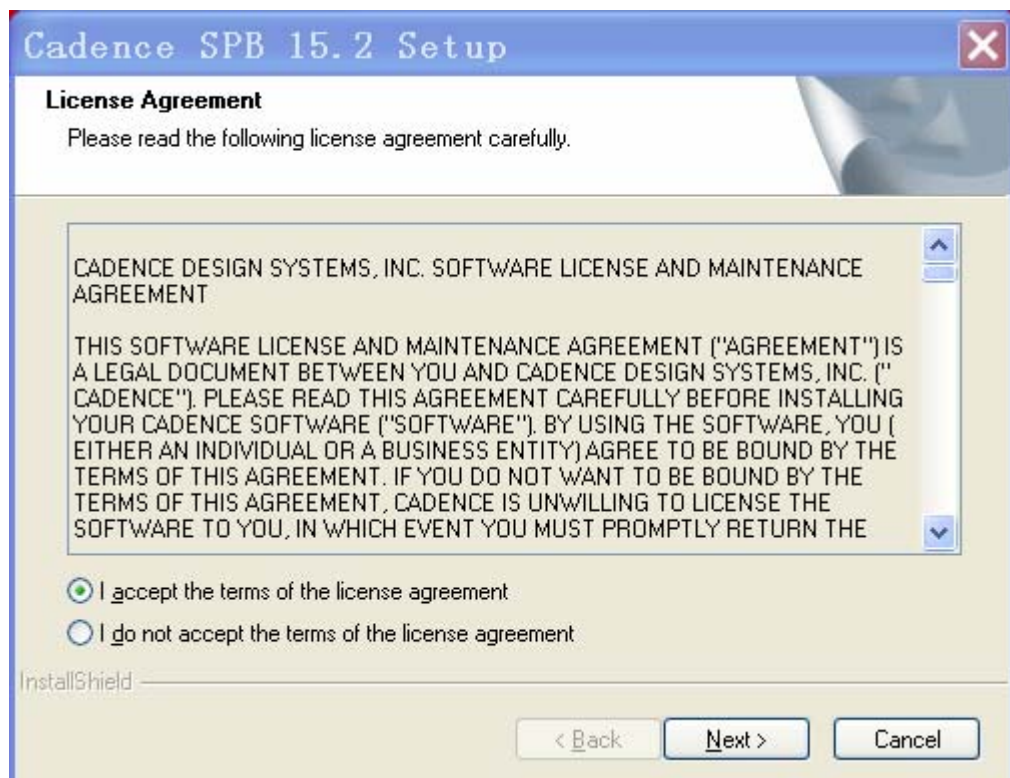 Cadence SPB 15.2 Setup
License Agreement
Please read the following license agreement carefully.
CADENCE DESIGN SYSTEMS, INC. SOFTWARE LICENSE AND MAINTENANCE
AGREEMENT
THIS SOFTWARE LICENSE AND MAINTENANCE AGREEMENT ("AGREEMENT") IS
A LEGAL DOCUMENT BETWEEN YOU AND CADENCE DESIGN SYSTEMS, INC. ("
CADENCE"). PLEASE READ THIS AGREEMENT CAREFULLY BEFORE INSTALLING
YOUR CADENCE SOFTWARE ("SOFTWARE"). BY USING THE SOFTWARE, YOU (
EITHER AN INDIVIDUAL OR A BUSINESS ENTITY) AGREE TO BE BOUND BY THE
TERMS OF THIS AGREEMENT. IF YOU DO NOT WANT TO BE BOUND BY THE
TERMS OF THIS AGREEMENT, CADENCE IS UNWILLING TO LICENSE THE
SOFTWARE TO YOU, IN WHICH EVENT YOU MUST PROMPTLY RETURN THE
I accept the terms of the license agreement
I do not accept the terms of the license agreement
InstallShield
< Back Next > Cancel